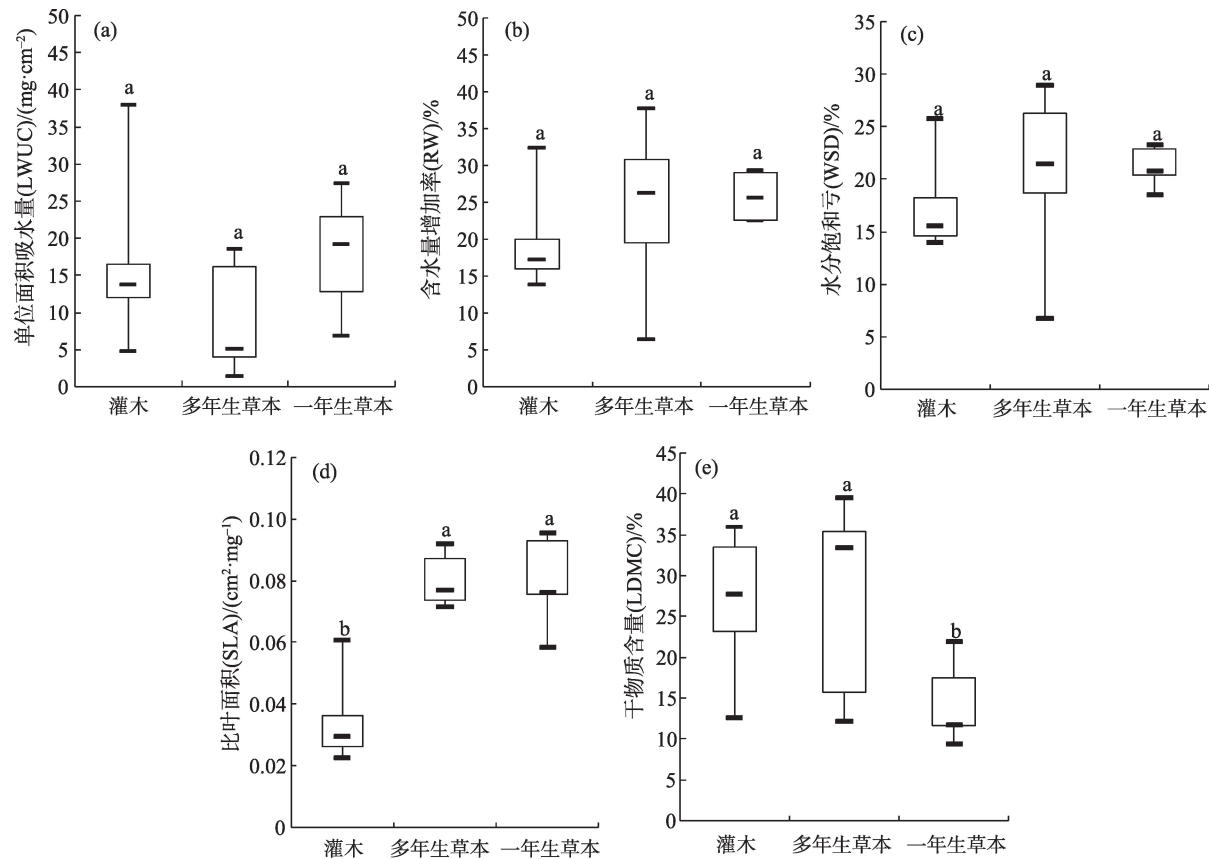 (a)
单位面积吸水量(LWUC)/(mg·cm⁻²)
50
45
40
35
30
25
20
15
10
5
0
a
a
a
灌木
多年生草本
一年生草本
(b)
含水量增加率(RW)/%
50
45
40
35
30
25
20
15
10
5
0
a
a
a
灌木
多年生草本
一年生草本
(c)
水分饱和亏(WSD)/%
35
30
25
20
15
10
5
0
a
a
a
灌木
多年生草本
一年生草本
(d)
比叶面积(SLA)/(cm²·mg⁻¹)
0.12
0.10
0.08
0.06
0.04
0.02
0
b
a
a
灌木
多年生草本
一年生草本
(e)
干物质含量(LDMC)/%
45
40
35
30
25
20
15
10
5
0
a
a
b
灌木
多年生草本
一年生草本